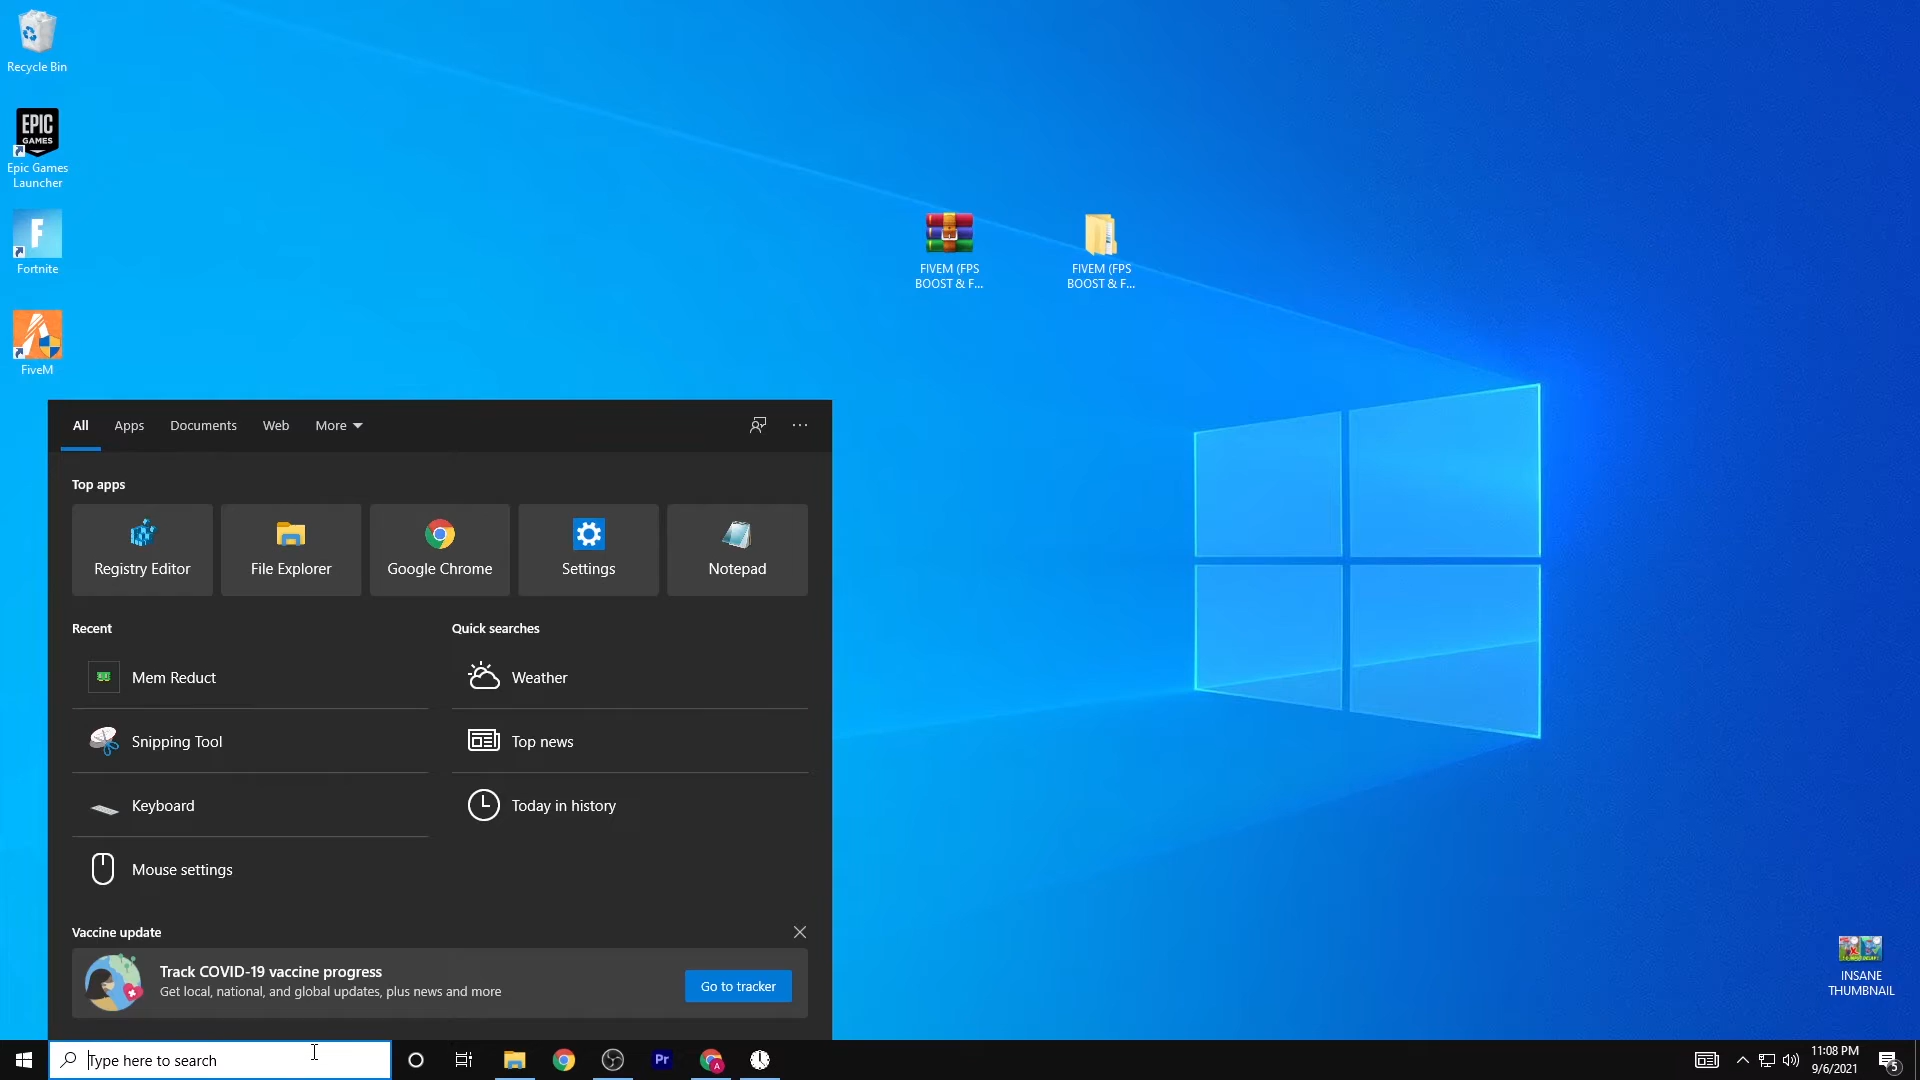 Recycle Bin
EPIC
GAMES
Epic Games
Launcher
F
Fortnite
FiveM
FIVEM (FPS
BOOST & F...
FIVEM (FPS
BOOST & F...
All
Apps
Documents
Web
More
Top apps
Registry Editor
File Explorer
Google Chrome
Settings
Notepad
Recent
Quick searches
Mem Reduct
Weather
Snipping Tool
Top news
Keyboard
Today in history
Mouse settings
Vaccine update
Track COVID-19 vaccine progress
Get local, national, and global updates, plus news and more
Go to tracker
INSANE
THUMBNAIL
Type here to search
Pr
A
11:08 PM
9/6/2021
5